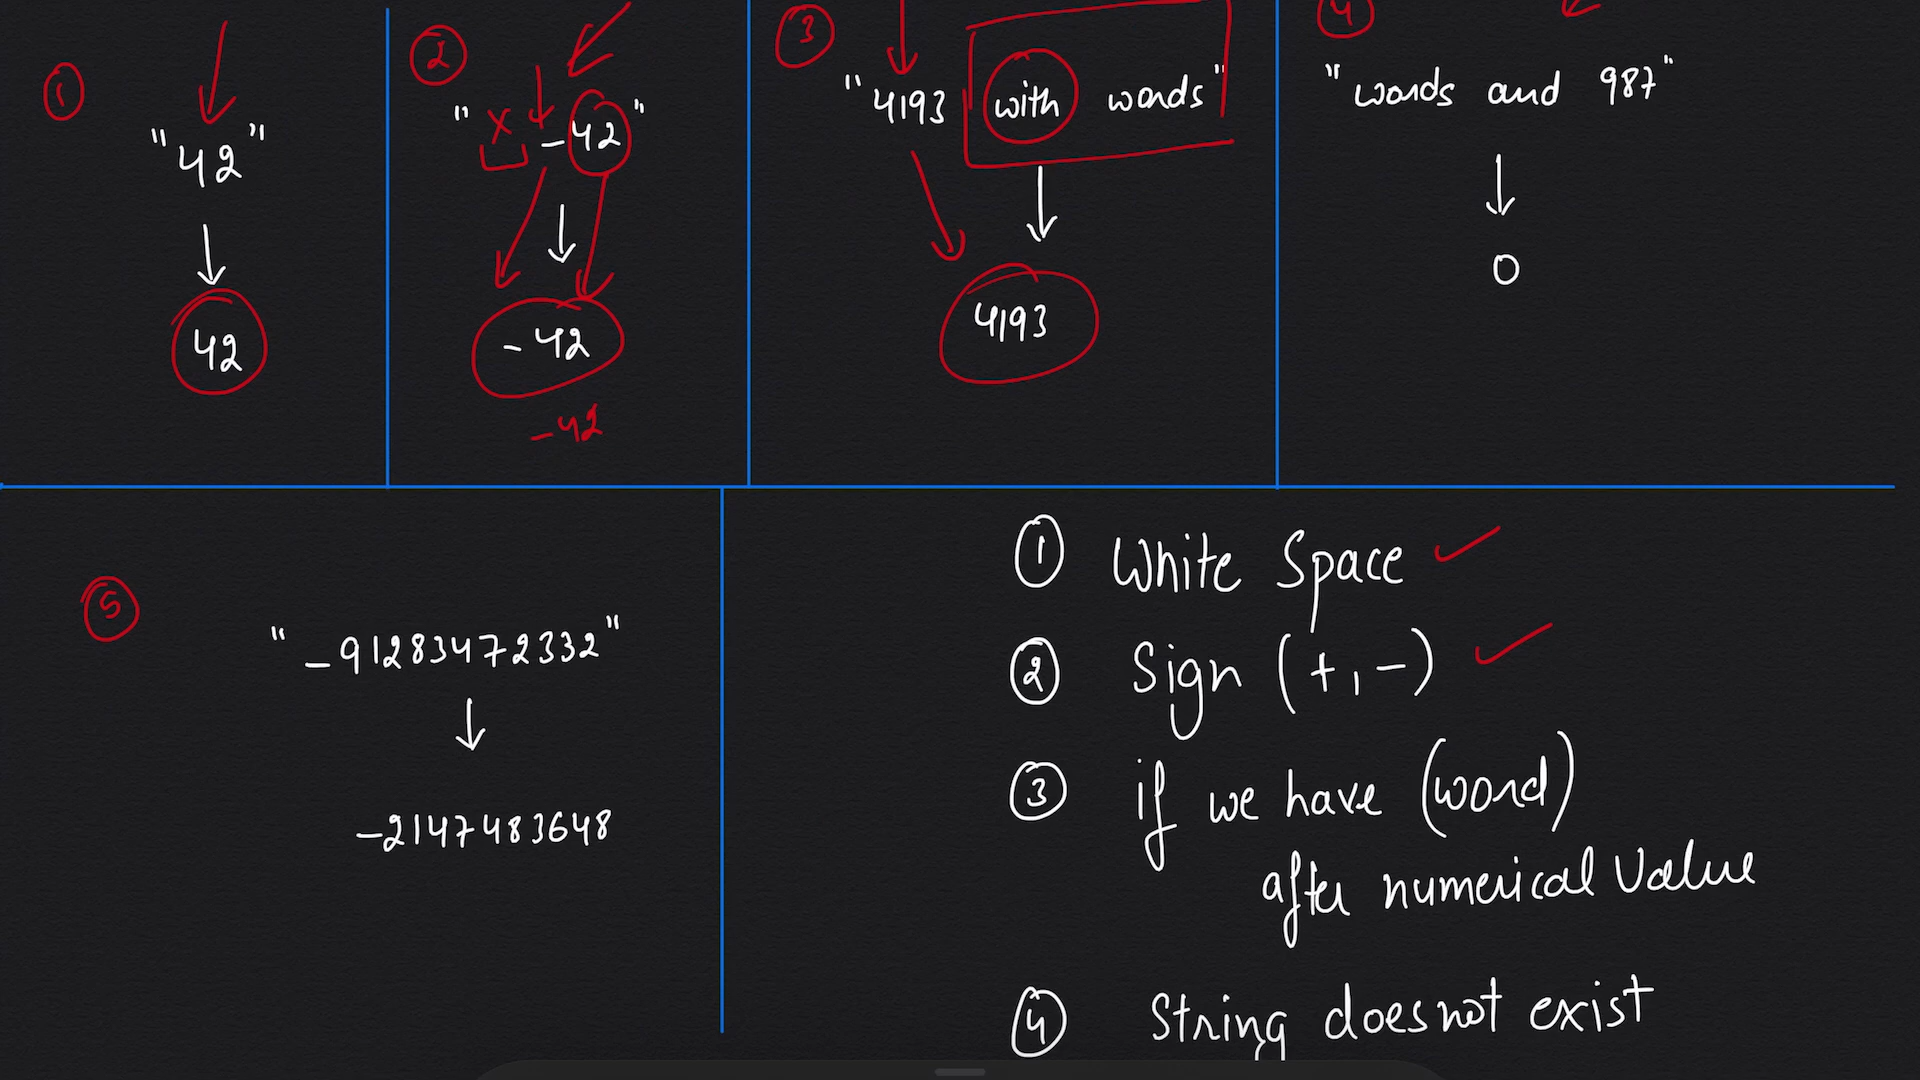 ①
"42"
42
②
" X -42"
-42
-42
③
"4193 with words"
4193
④
"words and 987"
0
⑤
"-91283472332"
-2147483648
① White Space
② Sign (+,-)
③ if we have (word)
after numerical Value
④ String does not exist